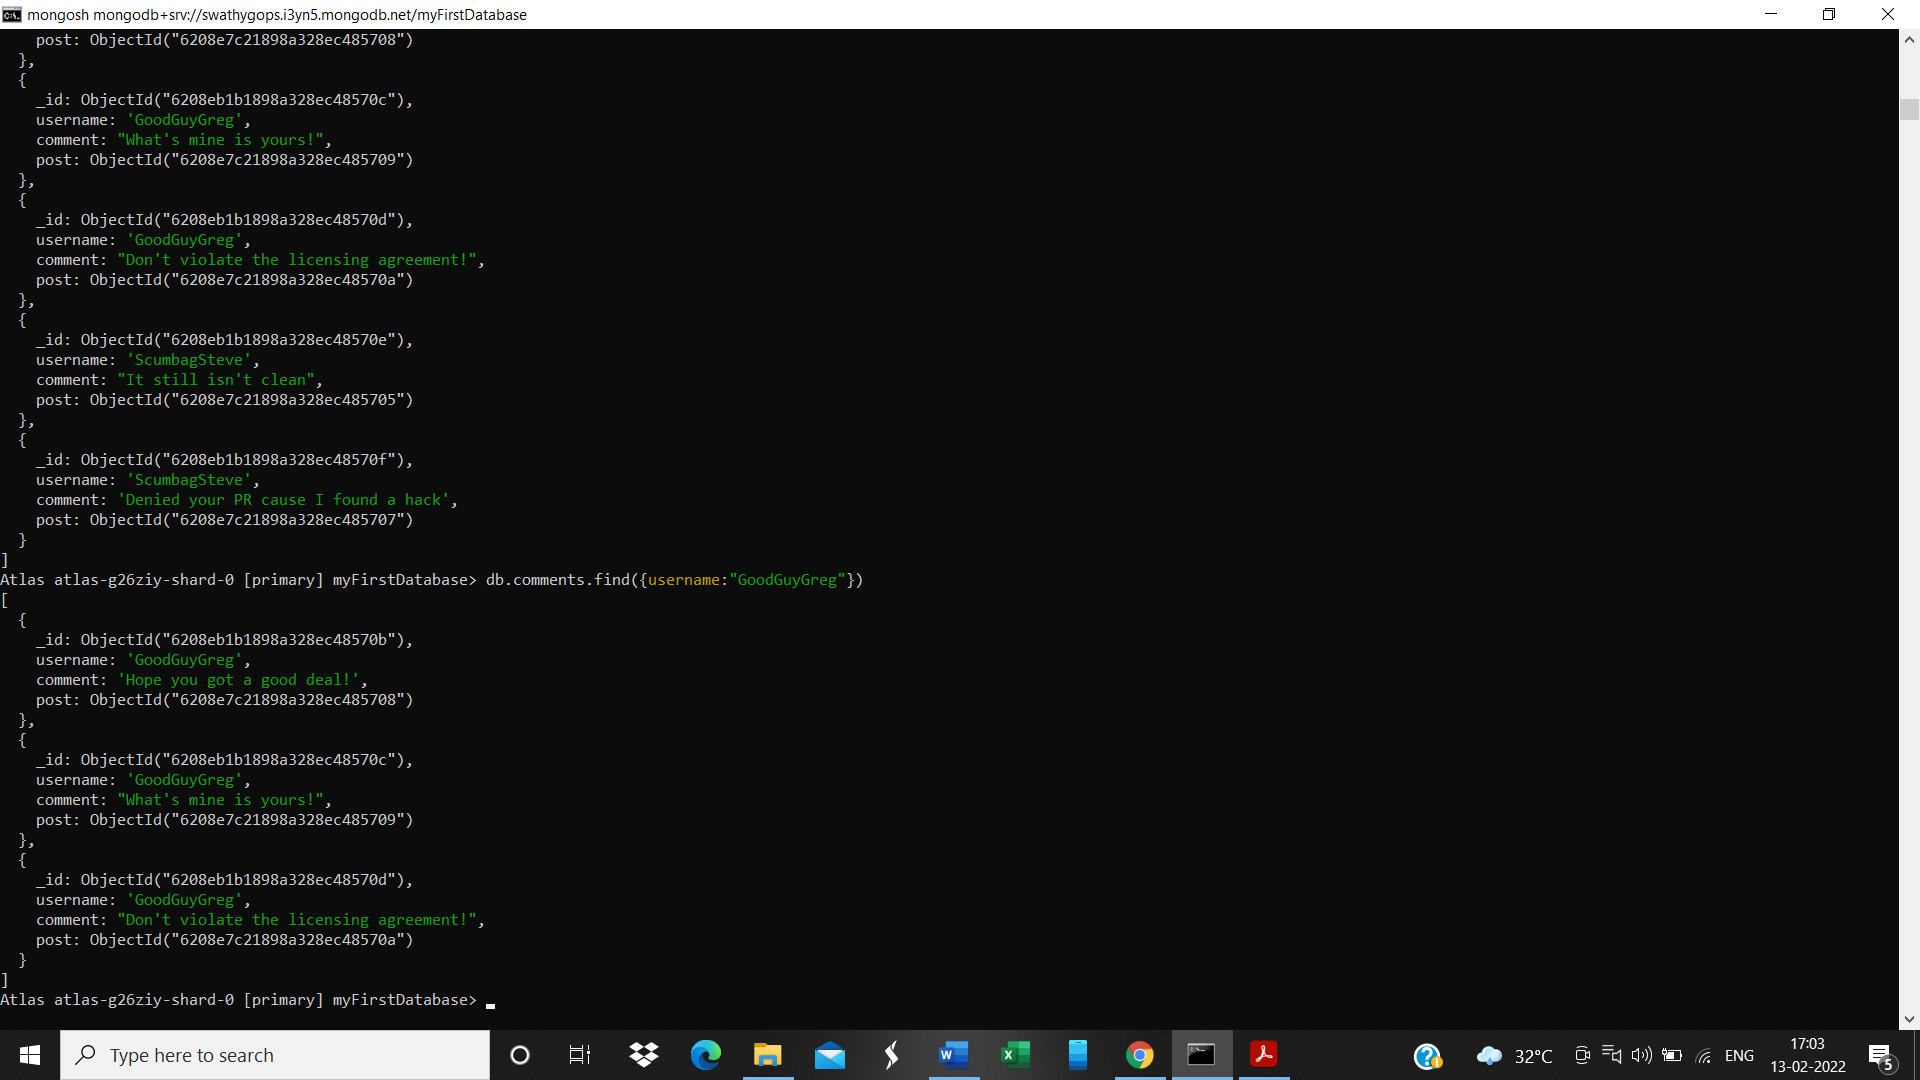 mongosh mongodb+srv://swathygops.i3yn5.mongodb.net/myFirstDatabase
    post: ObjectId("6208e7c21898a328ec485708")
  },
  {
    _id: ObjectId("6208eb1b1898a328ec48570c"),
    username: 'GoodGuyGreg',
    comment: "What's mine is yours!",
    post: ObjectId("6208e7c21898a328ec485709")
  },
  {
    _id: ObjectId("6208eb1b1898a328ec48570d"),
    username: 'GoodGuyGreg',
    comment: "Don't violate the licensing agreement!",
    post: ObjectId("6208e7c21898a328ec48570a")
  },
  {
    _id: ObjectId("6208eb1b1898a328ec48570e"),
    username: 'ScumbagSteve',
    comment: "It still isn't clean",
    post: ObjectId("6208e7c21898a328ec485705")
  },
  {
    _id: ObjectId("6208eb1b1898a328ec48570f"),
    username: 'ScumbagSteve',
    comment: 'Denied your PR cause I found a hack',
    post: ObjectId("6208e7c21898a328ec485707")
  }
]
Atlas atlas-g26ziy-shard-0 [primary] myFirstDatabase> db.comments.find({username:"GoodGuyGreg"})
[
  {
    _id: ObjectId("6208eb1b1898a328ec48570b"),
    username: 'GoodGuyGreg',
    comment: 'Hope you got a good deal!',
    post: ObjectId("6208e7c21898a328ec485708")
  },
  {
    _id: ObjectId("6208eb1b1898a328ec48570c"),
    username: 'GoodGuyGreg',
    comment: "What's mine is yours!",
    post: ObjectId("6208e7c21898a328ec485709")
  },
  {
    _id: ObjectId("6208eb1b1898a328ec48570d"),
    username: 'GoodGuyGreg',
    comment: "Don't violate the licensing agreement!",
    post: ObjectId("6208e7c21898a328ec48570a")
  }
]
Atlas atlas-g26ziy-shard-0 [primary] myFirstDatabase>
Type here to search
32°C
ENG
17:03
13-02-2022
5